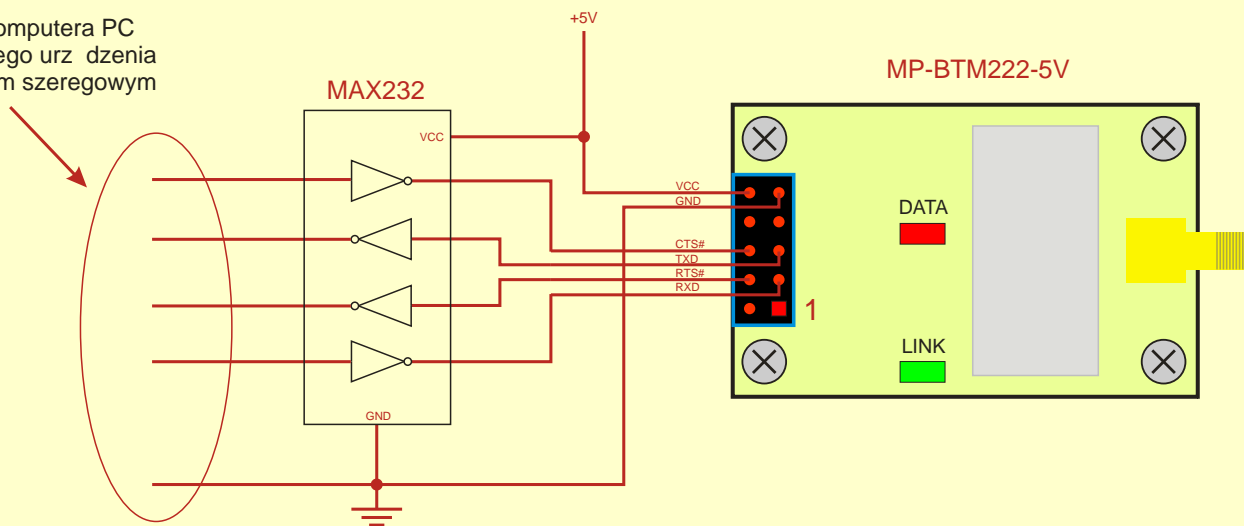 omputera PC
ego urz dzenia
m szeregowym
+5V
MAX232
MP-BTM222-5V
VCC
VCC
GND
DATA
CTS#
TXD
RTS#
RXD
1
LINK
GND